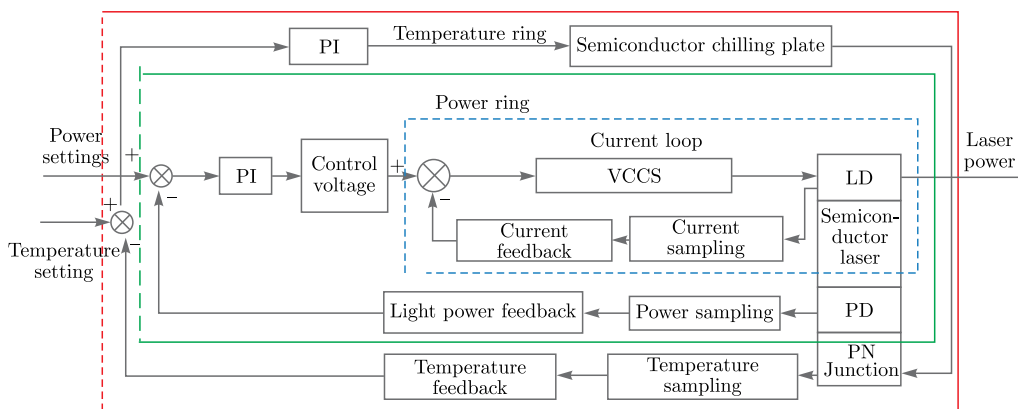 PI
Temperature ring
Semiconductor chilling plate
Power ring
Power
settings
+
−
PI
Control
voltage
+
−
Current loop
VCCS
LD
Laser
power
+
−
Temperature
setting
Current
feedback
Current
sampling
Semicon-
ductor
laser
Light power feedback
Power sampling
PD
Temperature
feedback
Temperature
sampling
PN
Junction